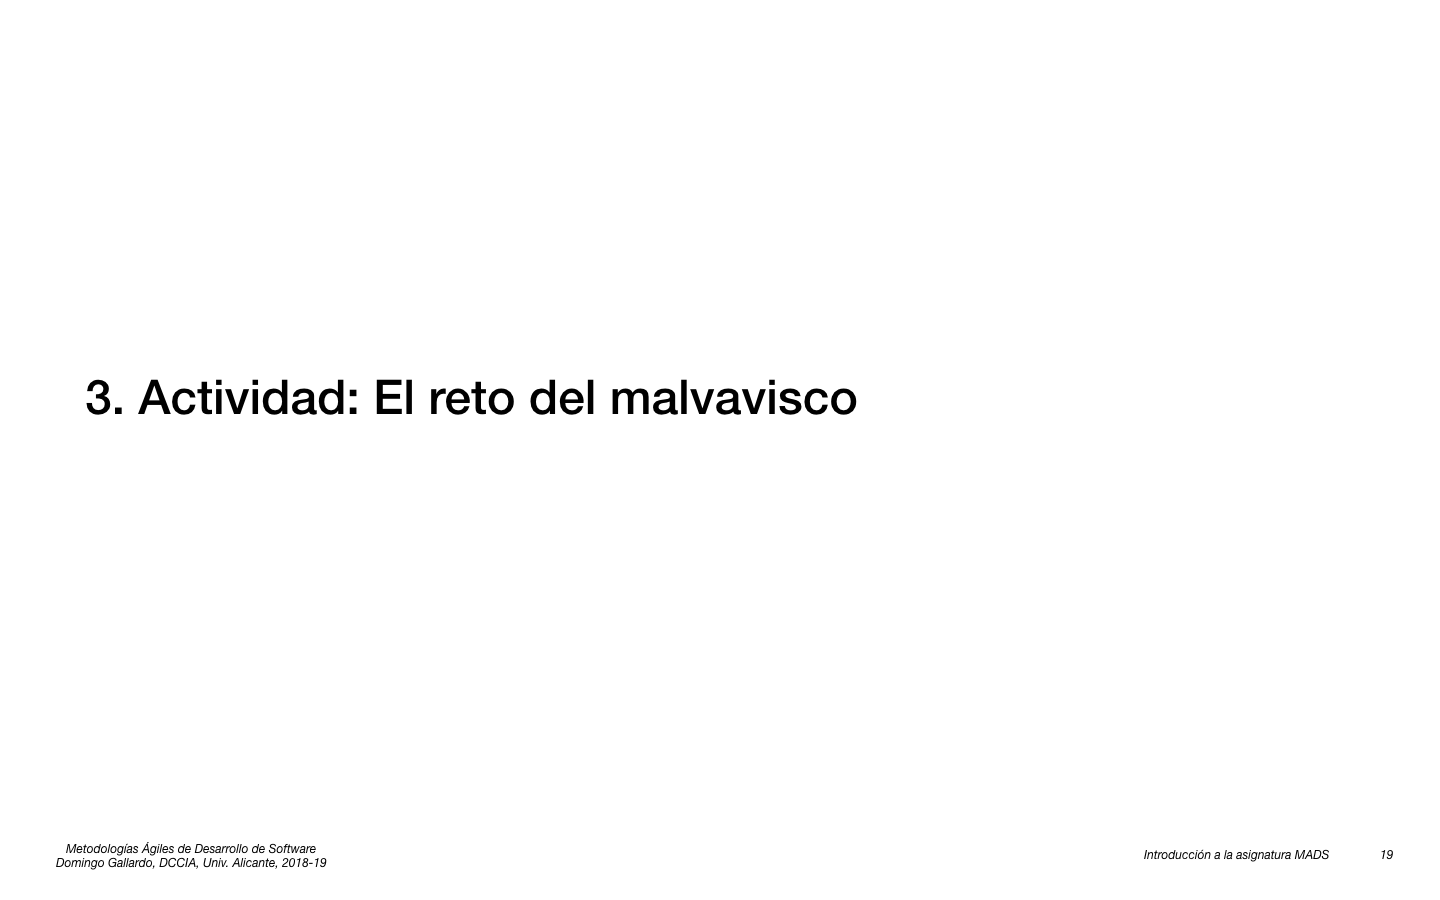 3. Actividad: El reto del malvavisco
Metodologías Ágiles de Desarrollo de Software
Domingo Gallardo, DCCIA, Univ. Alicante, 2018-19
Introducción a la asignatura MADS
19